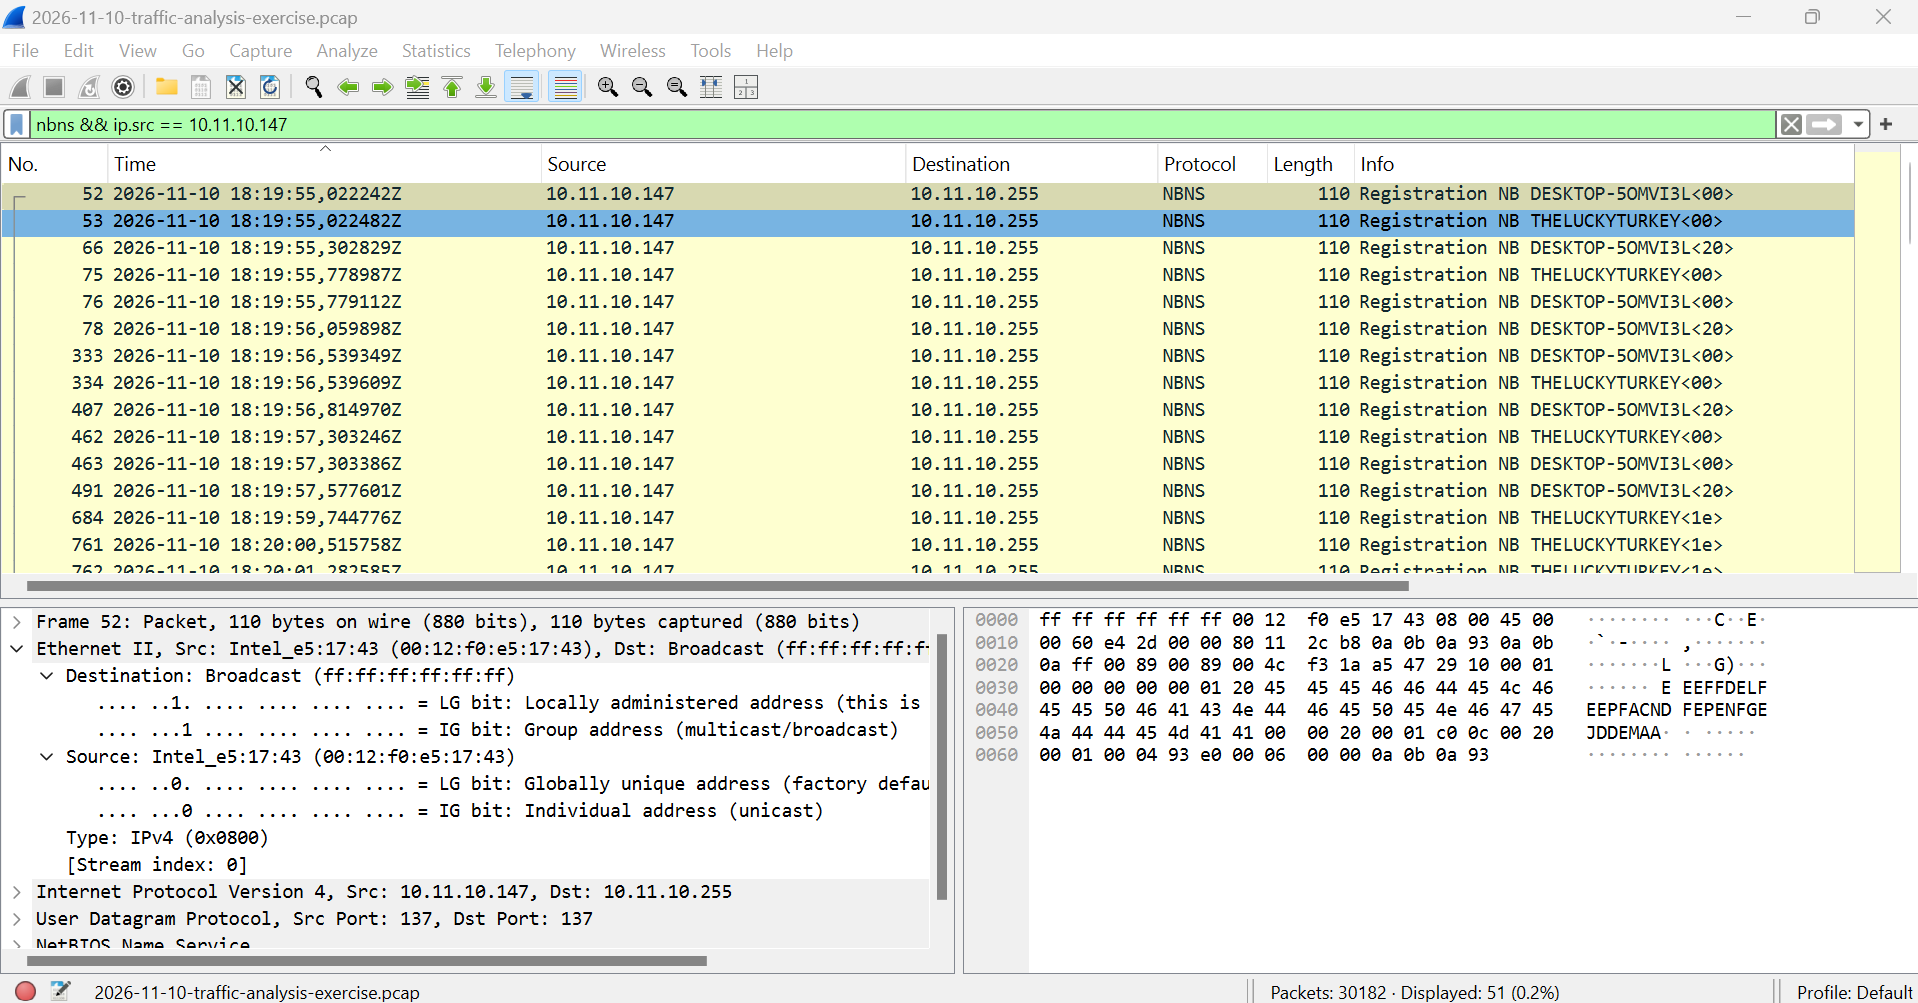 2026-11-10-traffic-analysis-exercise.pcap
File Edit View Go Capture Analyze Statistics Telephony Wireless Tools Help
nbns && ip.src == 10.11.10.147
No. Time Source Destination Protocol Length Info
52 2026-11-10 18:19:55,022242Z 10.11.10.147 10.11.10.255 NBNS 110 Registration NB DESKTOP-5OMVI3L<00>
53 2026-11-10 18:19:55,022482Z 10.11.10.147 10.11.10.255 NBNS 110 Registration NB THELUCKYTURKEY<00>
66 2026-11-10 18:19:55,302829Z 10.11.10.147 10.11.10.255 NBNS 110 Registration NB DESKTOP-5OMVI3L<20>
75 2026-11-10 18:19:55,778987Z 10.11.10.147 10.11.10.255 NBNS 110 Registration NB THELUCKYTURKEY<00>
76 2026-11-10 18:19:55,779112Z 10.11.10.147 10.11.10.255 NBNS 110 Registration NB DESKTOP-5OMVI3L<00>
78 2026-11-10 18:19:56,059898Z 10.11.10.147 10.11.10.255 NBNS 110 Registration NB DESKTOP-5OMVI3L<20>
333 2026-11-10 18:19:56,539349Z 10.11.10.147 10.11.10.255 NBNS 110 Registration NB DESKTOP-5OMVI3L<00>
334 2026-11-10 18:19:56,539609Z 10.11.10.147 10.11.10.255 NBNS 110 Registration NB THELUCKYTURKEY<00>
407 2026-11-10 18:19:56,814970Z 10.11.10.147 10.11.10.255 NBNS 110 Registration NB DESKTOP-5OMVI3L<20>
462 2026-11-10 18:19:57,303246Z 10.11.10.147 10.11.10.255 NBNS 110 Registration NB THELUCKYTURKEY<00>
463 2026-11-10 18:19:57,303386Z 10.11.10.147 10.11.10.255 NBNS 110 Registration NB DESKTOP-5OMVI3L<00>
491 2026-11-10 18:19:57,577601Z 10.11.10.147 10.11.10.255 NBNS 110 Registration NB DESKTOP-5OMVI3L<20>
684 2026-11-10 18:19:59,744776Z 10.11.10.147 10.11.10.255 NBNS 110 Registration NB THELUCKYTURKEY<1e>
761 2026-11-10 18:20:00,515758Z 10.11.10.147 10.11.10.255 NBNS 110 Registration NB THELUCKYTURKEY<1e>
762 2026-11-10 18:20:01,282585Z 10.11.10.147 10.11.10.255 NBNS 110 Registration NB THELUCKYTURKEY<1e>
Frame 52: Packet, 110 bytes on wire (880 bits), 110 bytes captured (880 bits)
Ethernet II, Src: Intel_e5:17:43 (00:12:f0:e5:17:43), Dst: Broadcast (ff:ff:ff:ff:f
Destination: Broadcast (ff:ff:ff:ff:ff:ff)
.... ..1. .... .... .... .... = LG bit: Locally administered address (this is
.... ...1 .... .... .... .... = IG bit: Group address (multicast/broadcast)
Source: Intel_e5:17:43 (00:12:f0:e5:17:43)
.... ..0. .... .... .... .... = LG bit: Globally unique address (factory defau
.... ...0 .... .... .... .... = IG bit: Individual address (unicast)
Type: IPv4 (0x0800)
[Stream index: 0]
Internet Protocol Version 4, Src: 10.11.10.147, Dst: 10.11.10.255
User Datagram Protocol, Src Port: 137, Dst Port: 137
NetBIOS Name Service
0000 ff ff ff ff ff ff 00 12 f0 e5 17 43 08 00 45 00 ········ ···C··E·
0010 00 60 e4 2d 00 00 80 11 2c b8 0a 0b 0a 93 0a 0b ·`·-···· ,·······
0020 0a ff 00 89 00 89 00 4c f3 1a a5 47 29 10 00 01 ·······L ···G)···
0030 00 00 00 00 00 01 20 45 45 45 46 46 44 45 4c 46 ······ E EEFFDELF
0040 45 45 50 46 41 43 4e 44 46 45 50 45 4e 46 47 45 EEPFACND FEPENFGE
0050 4a 44 44 45 4d 41 41 00 00 20 00 01 c0 0c 00 20 JDDEMAA· · ·····
0060 00 01 00 04 93 e0 00 06 00 00 0a 0b 0a 93 ········ ······
2026-11-10-traffic-analysis-exercise.pcap Packets: 30182 · Displayed: 51 (0.2%) Profile: Default